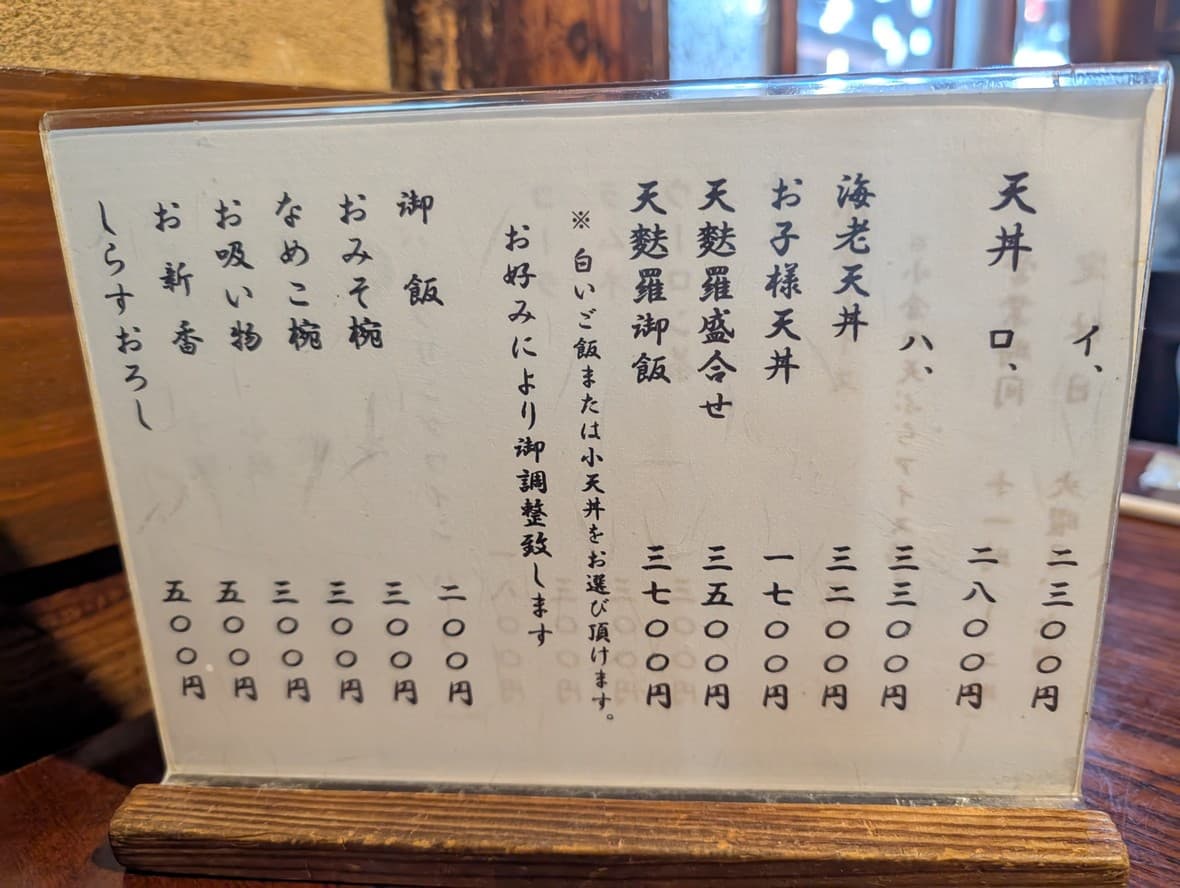 イ、 二三〇〇円
天丼 ロ、 二八〇〇円
ハ、 三三〇〇円
海老天丼 三二〇〇円
お子様天丼 一七〇〇円
天麩羅盛合せ 三五〇〇円
天麩羅御飯 三七〇〇円
※白いご飯または小天丼をお選び頂けます。
お好みにより御調整致します
御飯 二〇〇円
おみそ椀 三〇〇円
なめこ椀 三〇〇円
お吸い物 三〇〇円
お新香 五〇〇円
しらすおろし 五〇〇円